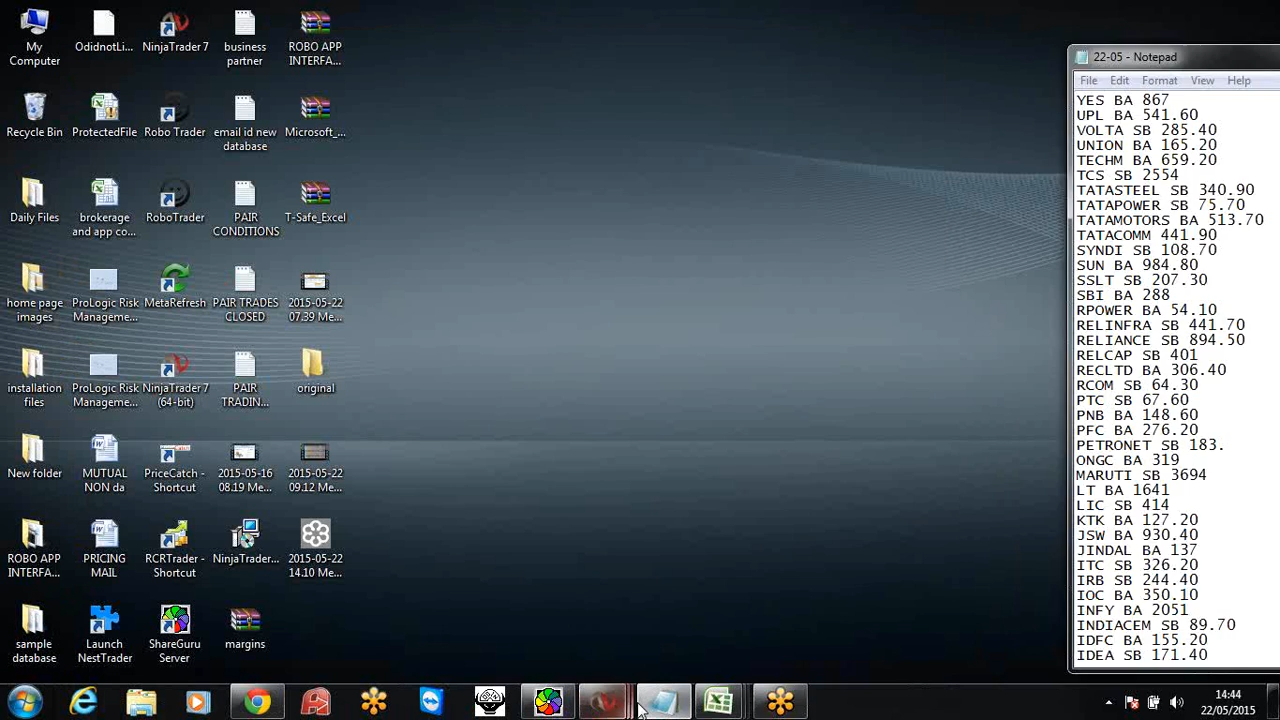 My Computer
OdidnotLi...
NinjaTrader 7
business partner
ROBO APP INTERFA...
Recycle Bin
ProtectedFile
Robo Trader
email id new database
Microsoft_...
Daily Files
brokerage and app co...
RoboTrader
PAIR CONDITIONS
T-Safe_Excel
home page images
ProLogic Risk Manageme...
MetaRefresh
PAIR TRADES CLOSED
2015-05-22 07.39 Me...
installation files
ProLogic Risk Manageme...
NinjaTrader 7 (64-bit)
PAIR TRADIN...
original
New folder
MUTUAL NON da
PriceCatch - Shortcut
2015-05-16 08.19 Me...
2015-05-22 09.12 Me...
ROBO APP INTERFA...
PRICING MAIL
RCRTrader - Shortcut
NinjaTrader...
2015-05-22 14.10 Me...
sample database
Launch NestTrader
ShareGuru Server
margins
22-05 - Notepad
File Edit Format View Help
YES BA 867
UPL BA 541.60
VOLTA SB 285.40
UNION BA 165.20
TECHM BA 659.20
TCS SB 2554
TATASTEEL SB 340.90
TATAPOWER SB 75.70
TATAMOTORS BA 513.70
TATACOMM 441.90
SYNDI SB 108.70
SUN BA 984.80
SSLT SB 207.30
SBI BA 288
RPOWER BA 54.10
RELINFRA SB 441.70
RELIANCE SB 894.50
RELCAP SB 401
RECLTD BA 306.40
RCOM SB 64.30
PTC SB 67.60
PNB BA 148.60
PFC BA 276.20
PETRONET SB 183.
ONGC BA 319
MARUTI SB 3694
LT BA 1641
LIC SB 414
KTK BA 127.20
JSW BA 930.40
JINDAL BA 137
ITC SB 326.20
IRB SB 244.40
IOC BA 350.10
INFY BA 2051
INDIACEM SB 89.70
IDFC BA 155.20
IDEA SB 171.40
14:44
22/05/2015